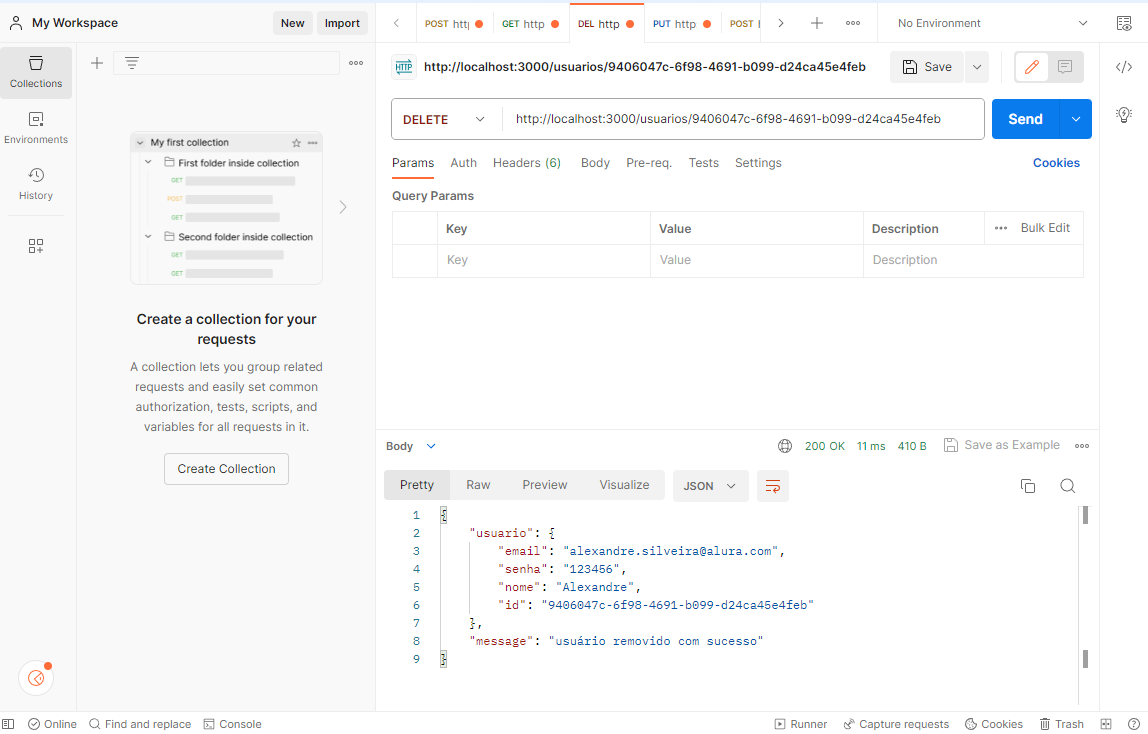 My Workspace
New
Import
POST http
GET http
DEL http
PUT http
POST
No Environment
Collections
Environments
History
My first collection
First folder inside collection
GET
POST
GET
Second folder inside collection
GET
GET
Create a collection for your
requests
A collection lets you group related
requests and easily set common
authorization, tests, scripts, and
variables for all requests in it.
Create Collection
HTTP
http://localhost:3000/usuarios/9406047c-6f98-4691-b099-d24ca45e4feb
Save
DELETE
http://localhost:3000/usuarios/9406047c-6f98-4691-b099-d24ca45e4feb
Send
Params
Auth
Headers (6)
Body
Pre-req.
Tests
Settings
Cookies
Query Params
Key
Value
Description
Bulk Edit
Key
Value
Description
Body
200 OK
11 ms
410 B
Save as Example
Pretty
Raw
Preview
Visualize
JSON
1 {
2 "usuario": {
3 "email": "alexandre.silveira@alura.com",
4 "senha": "123456",
5 "nome": "Alexandre",
6 "id": "9406047c-6f98-4691-b099-d24ca45e4feb"
7 },
8 "message": "usuário removido com sucesso"
9 }
Online
Find and replace
Console
Runner
Capture requests
Cookies
Trash